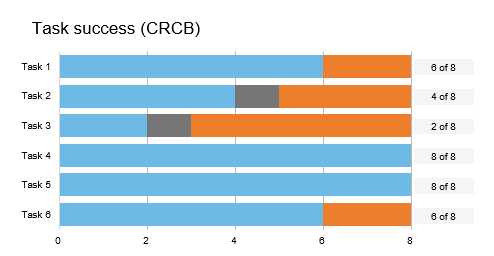 Task success (CRCB)
Task 1 6 of 8
Task 2 4 of 8
Task 3 2 of 8
Task 4 8 of 8
Task 5 8 of 8
Task 6 6 of 8
0 2 4 6 8